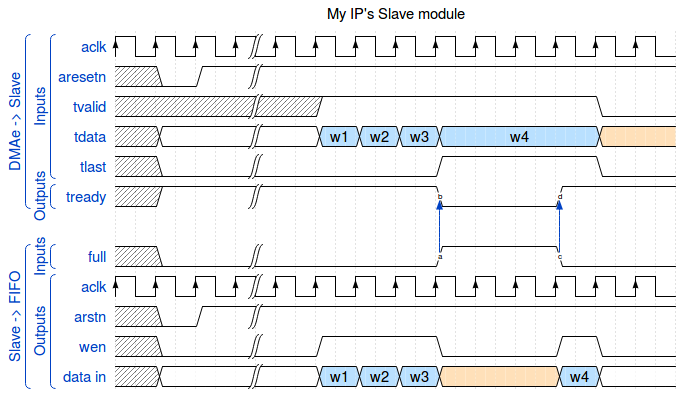 My IP's Slave module
DMAe -> Slave
Inputs
aclk
aresetn
tvalid
tdata w1 w2 w3 w4
tlast
Outputs
tready b d
Slave -> FIFO
Inputs
full a c
Outputs
aclk
arstn
wen
data in w1 w2 w3 w4